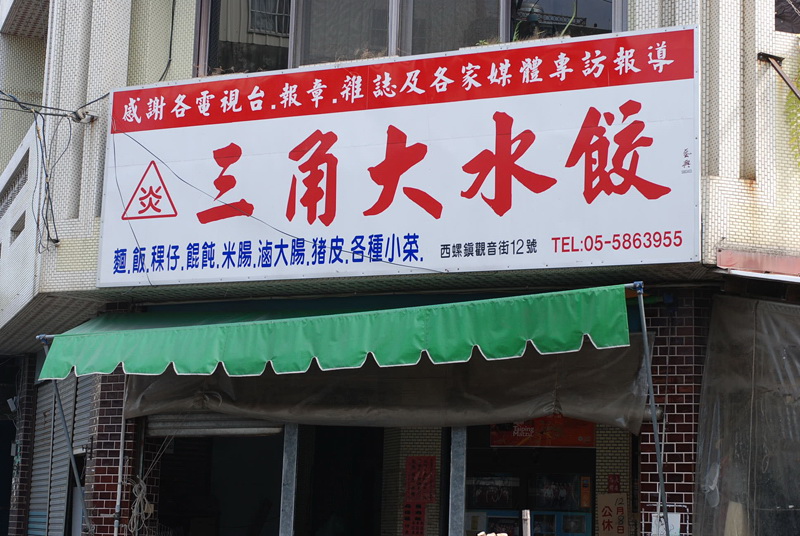 感謝各電視台.報章.雜誌及各家媒體專訪報導
炎 三角大水餃
麵.飯.粿仔.餛飩.米腸.滷大腸.豬皮.各種小菜.
西螺鎮觀音街12號 TEL:05-5863955
公休